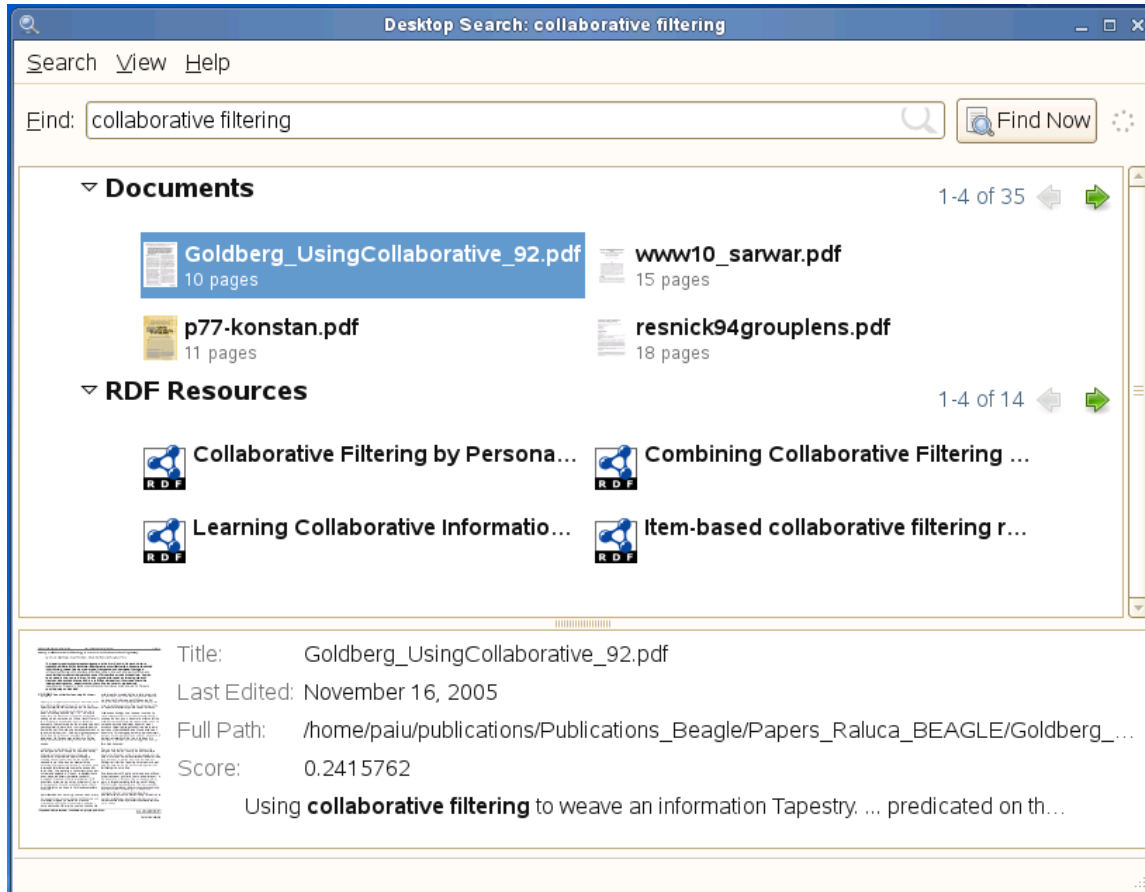 Desktop Search: collaborative filtering
Search View Help
Find: collaborative filtering Find Now
Documents 1-4 of 35
Goldberg_UsingCollaborative_92.pdf www10_sarwar.pdf
10 pages 15 pages
p77-konstan.pdf resnick94grouplens.pdf
11 pages 18 pages
RDF Resources 1-4 of 14
RDF Collaborative Filtering by Persona... RDF Combining Collaborative Filtering ...
RDF Learning Collaborative Informatio... RDF Item-based collaborative filtering r...
Title: Goldberg_UsingCollaborative_92.pdf
Last Edited: November 16, 2005
Full Path: /home/paiu/publications/Publications_Beagle/Papers_Raluca_BEAGLE/Goldberg_...
Score: 0.2415762
Using collaborative filtering to weave an information Tapestry. ... predicated on th...